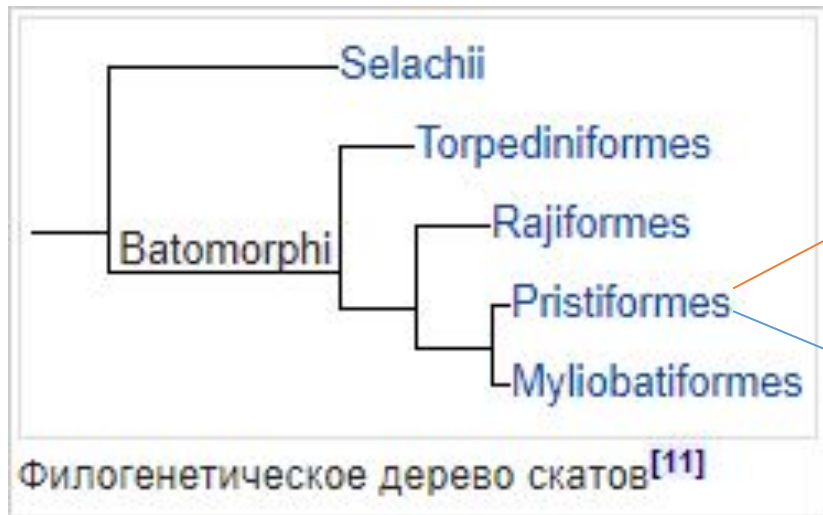 Selachii
Torpediniformes
Rajiformes
Batomorphi
Pristiformes
Myliobatiformes
Филогенетическое дерево скатов[11]